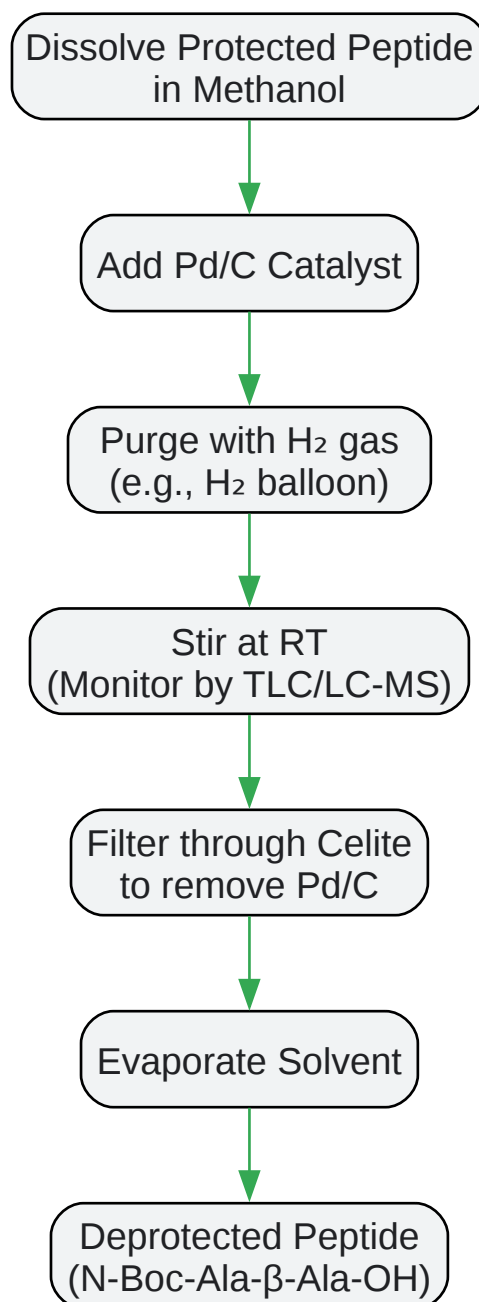 Dissolve Protected Peptide
in Methanol
Add Pd/C Catalyst
Purge with H₂ gas
(e.g., H₂ balloon)
Stir at RT
(Monitor by TLC/LC-MS)
Filter through Celite
to remove Pd/C
Evaporate Solvent
Deprotected Peptide
(N-Boc-Ala-β-Ala-OH)